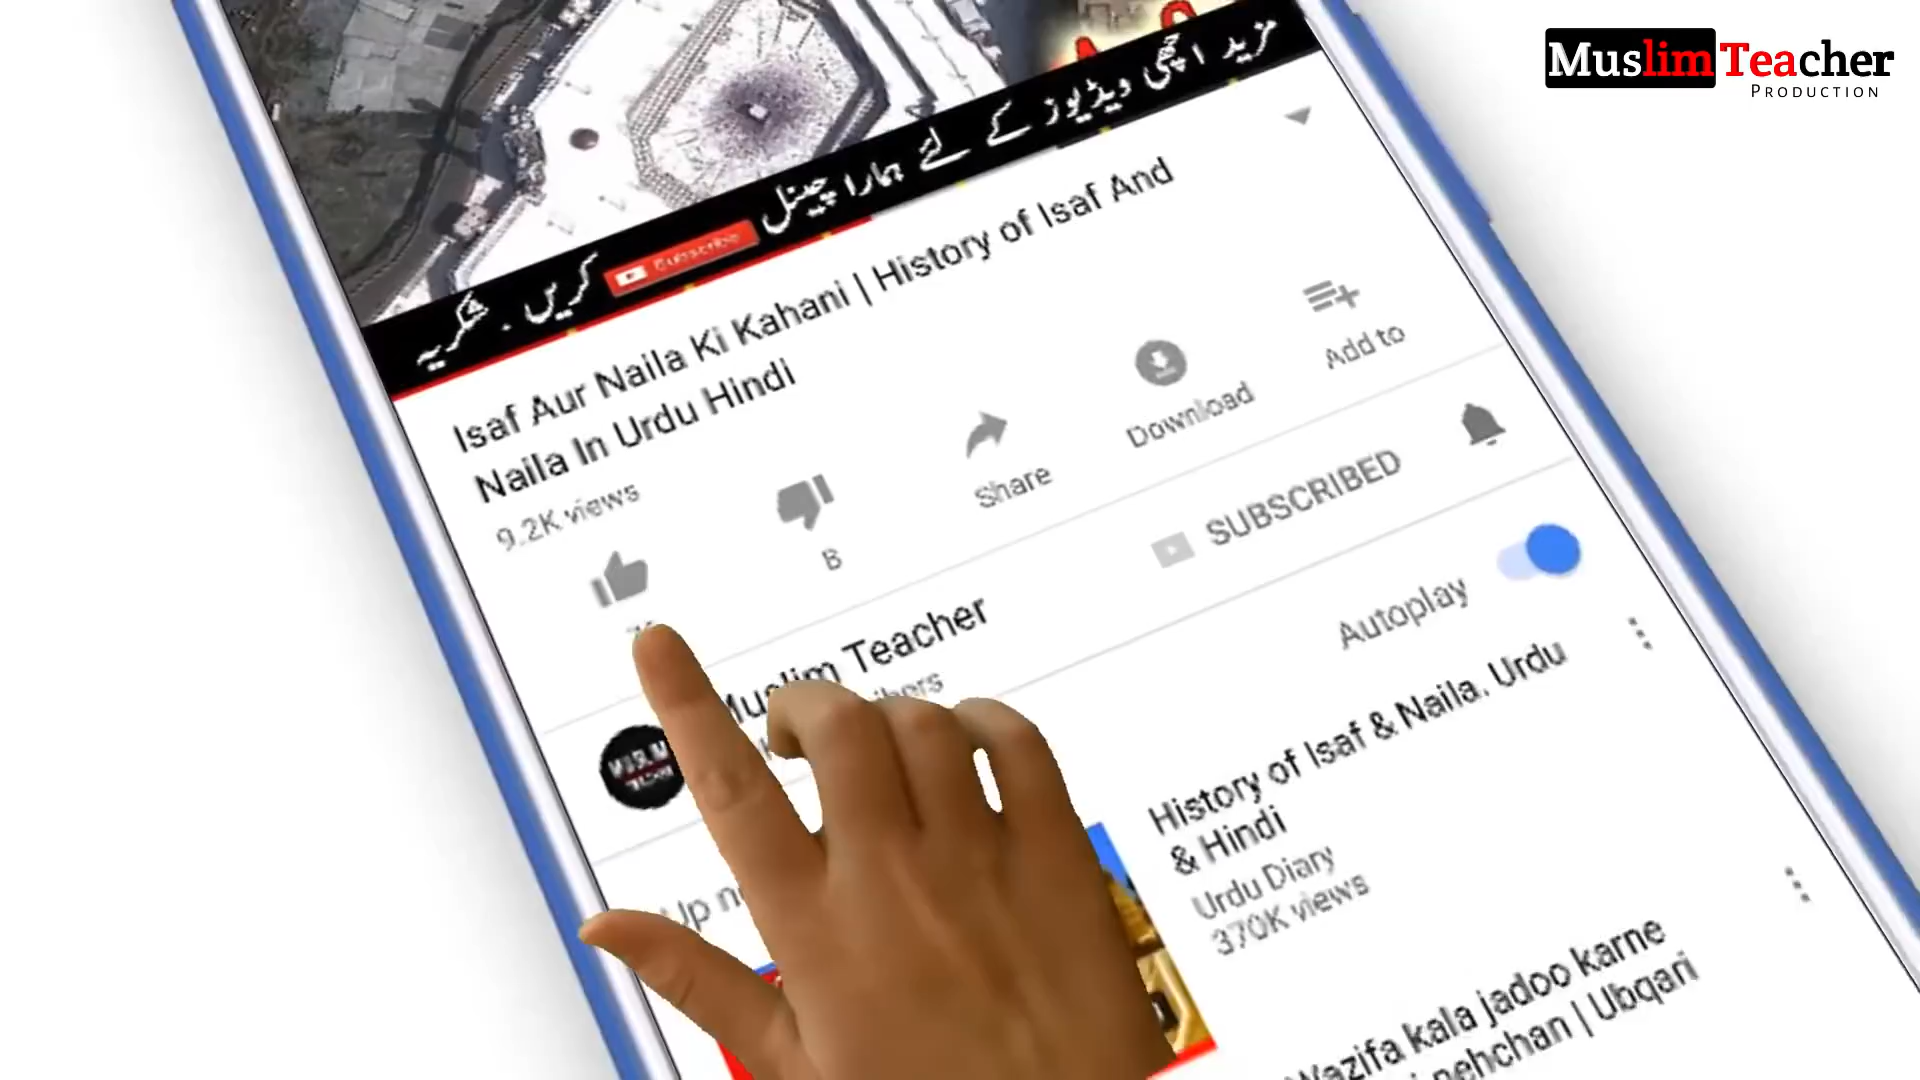 MuslimTeacher
PRODUCTION
مزید اچھی ویڈیوز کے لئے ہمارا چینل Subscribe کریں ۔ شکریہ
Isaf Aur Naila Ki Kahani | History of Isaf And
Naila In Urdu Hindi
9.2K views
8
Share
Download
Add to
Muslim Teacher
SUBSCRIBED
Autoplay
Up
History of Isaf & Naila. Urdu
& Hindi
Urdu Diary
370K views
Wazifa kala jadoo karne
pehchan | Ubqari